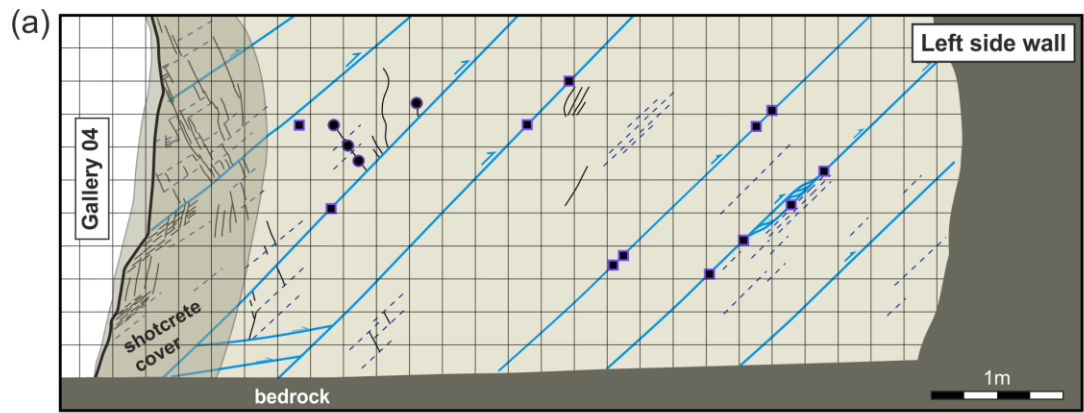 (a)
Left side wall
Gallery 04
shotcrete
cover
bedrock
1m